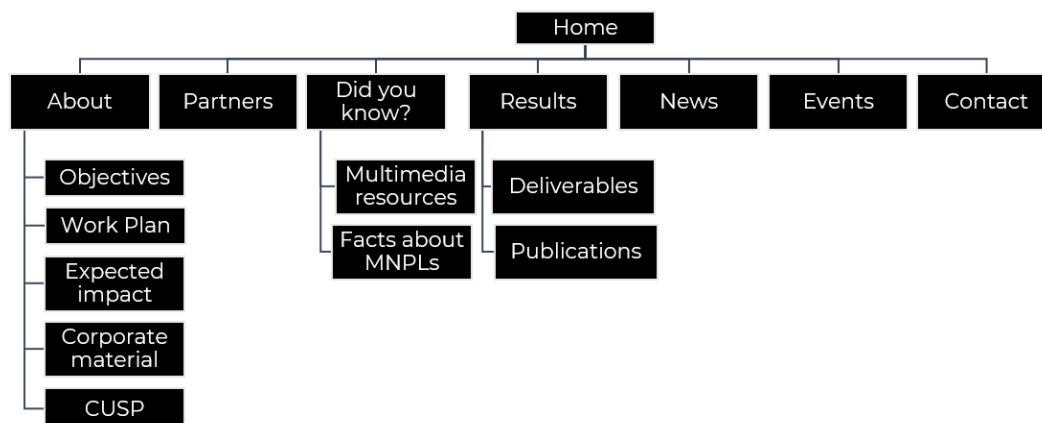 Home
About
Partners
Did you
know?
Results
News
Events
Contact
Objectives
Work Plan
Expected
impact
Corporate
material
CUSP
Multimedia
resources
Facts about
MNPLs
Deliverables
Publications